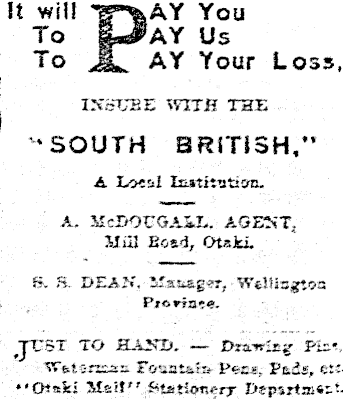 It will PAY You
To PAY Us
To PAY Your Loss,
INSURE WITH THE
"SOUTH BRITISH,"
A Local Institution.
A. McDOUGALL, AGENT,
Mill Road, Otaki.
S. S. DEAN, Manager, Wellington
Province.
JUST TO HAND. — Drawing Pins,
Waterman Fountain Pens, Pads, etc.
"Otaki Mail" Stationery Department.